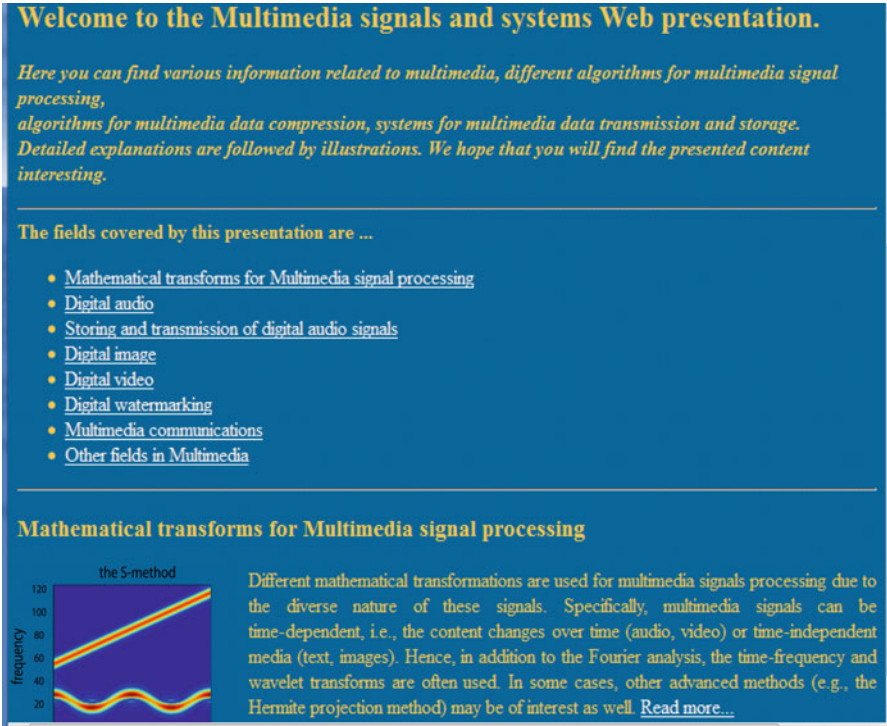 Welcome to the Multimedia signals and systems Web presentation.
Here you can find various information related to multimedia, different algorithms for multimedia signal
processing,
algorithms for multimedia data compression, systems for multimedia data transmission and storage.
Detailed explanations are followed by illustrations. We hope that you will find the presented content
interesting.
The fields covered by this presentation are ...
Mathematical transforms for Multimedia signal processing
Digital audio
Storing and transmission of digital audio signals
Digital image
Digital video
Digital watermarking
Multimedia communications
Other fields in Multimedia
Mathematical transforms for Multimedia signal processing
the S-method
120
100
80
60
40
20
frequency
Different mathematical transformations are used for multimedia signals processing due to
the diverse nature of these signals. Specifically, multimedia signals can be
time-dependent, i.e., the content changes over time (audio, video) or time-independent
media (text, images). Hence, in addition to the Fourier analysis, the time-frequency and
wavelet transforms are often used. In some cases, other advanced methods (e.g., the
Hermite projection method) may be of interest as well. Read more...